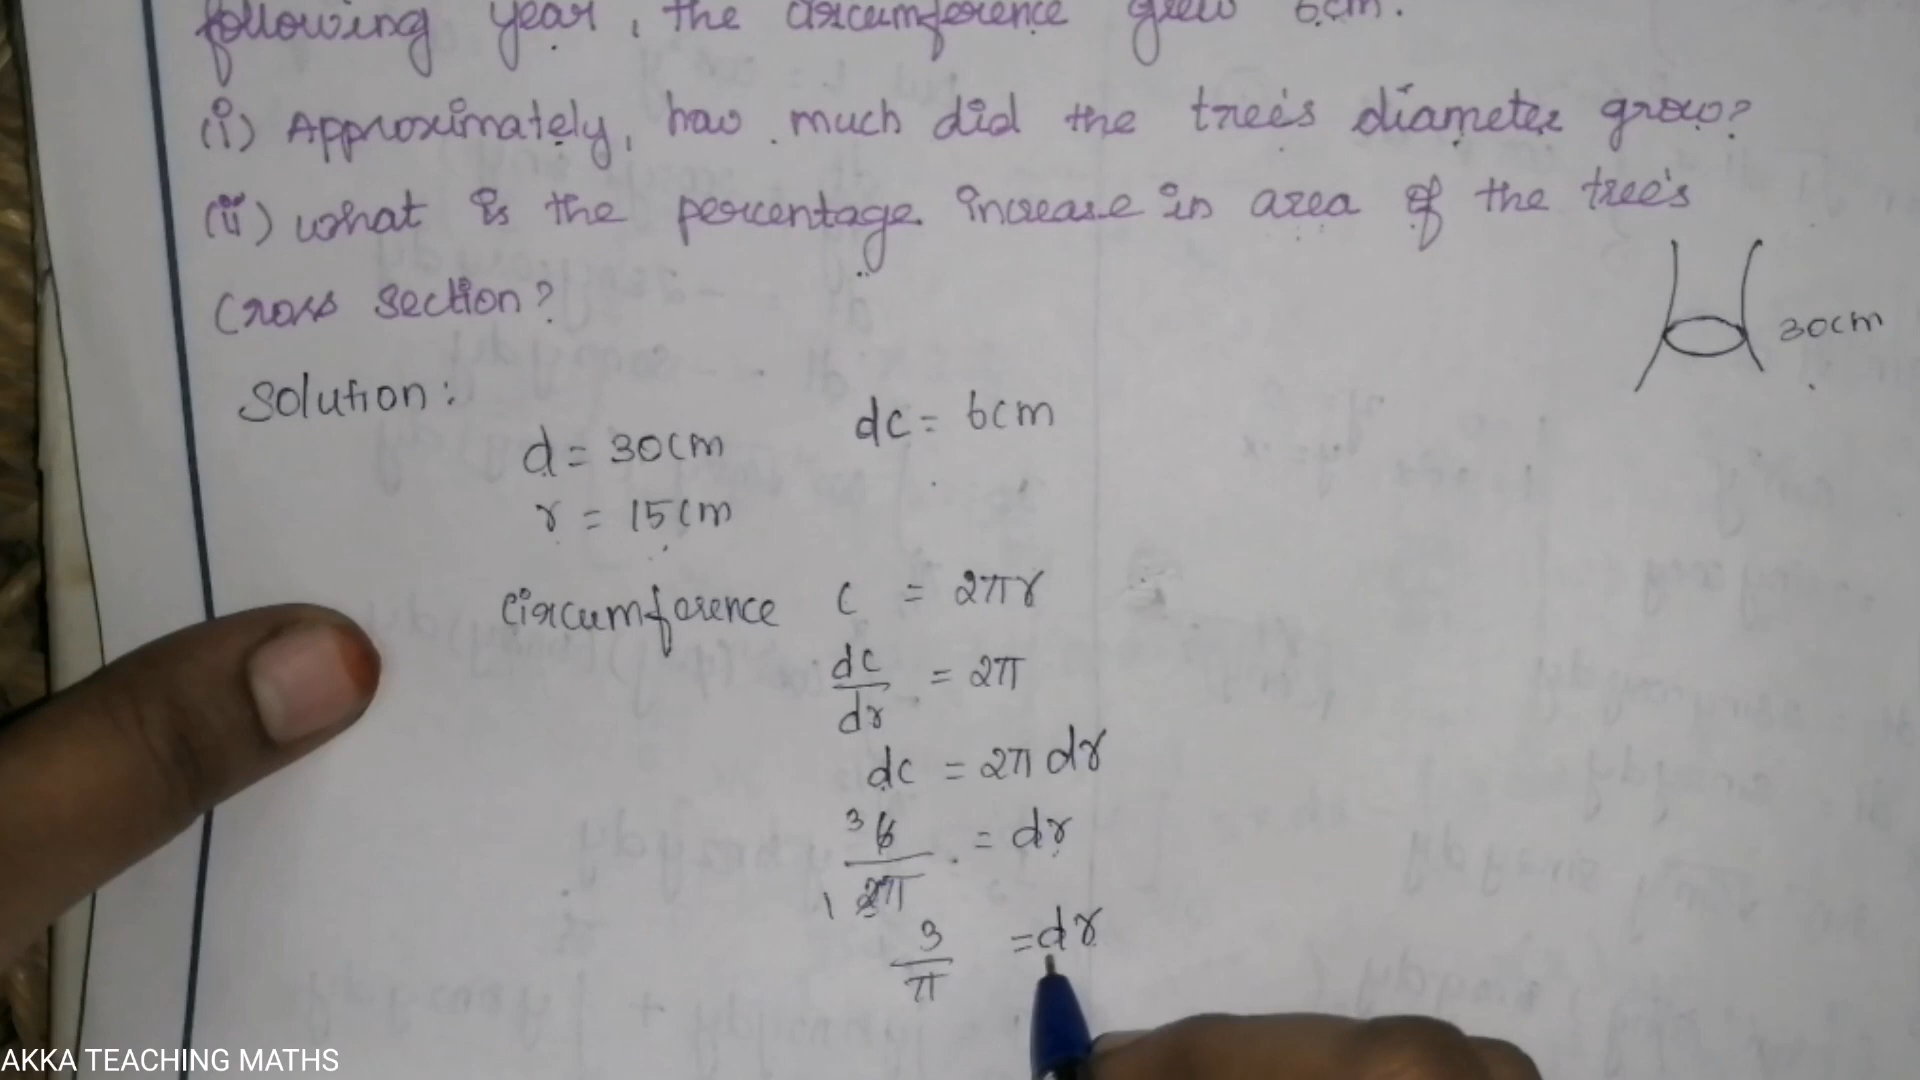 following year, the circumference grew 6cm.
(i) Approximately, how much did the tree's diameter grow?
(ii) what is the percentage increase in area of the tree's
cross section?
30cm
Solution:
d = 30cm dc = 6cm
r = 15cm
circumference c = 2πr
dc/dr = 2π
dc = 2π dr
3 6 / 1 2π = dr
3/π = dr
AKKA TEACHING MATHS